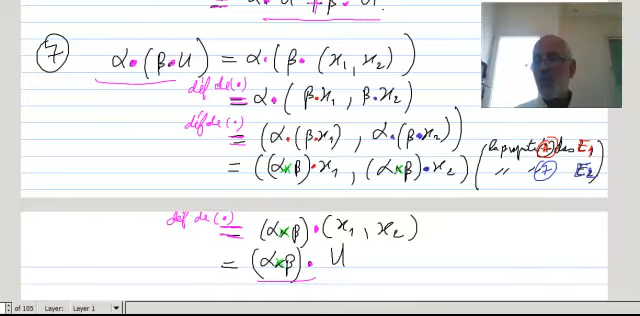 = α · U + β · U.
⑦ α·(β·U) = α·(β·(x₁, x₂))
déf de (·) = α·(β·x₁, β·x₂)
déf de (·) = (α·(β·x₁), α·(β·x₂))
= ((α×β)·x₁, (α×β)·x₂) (la propriété ⑦ des E₁
" " ⑦ E₂)
déf de (·) = (α×β)·(x₁, x₂)
= (α×β)· U
of 105 Layer: Layer 1